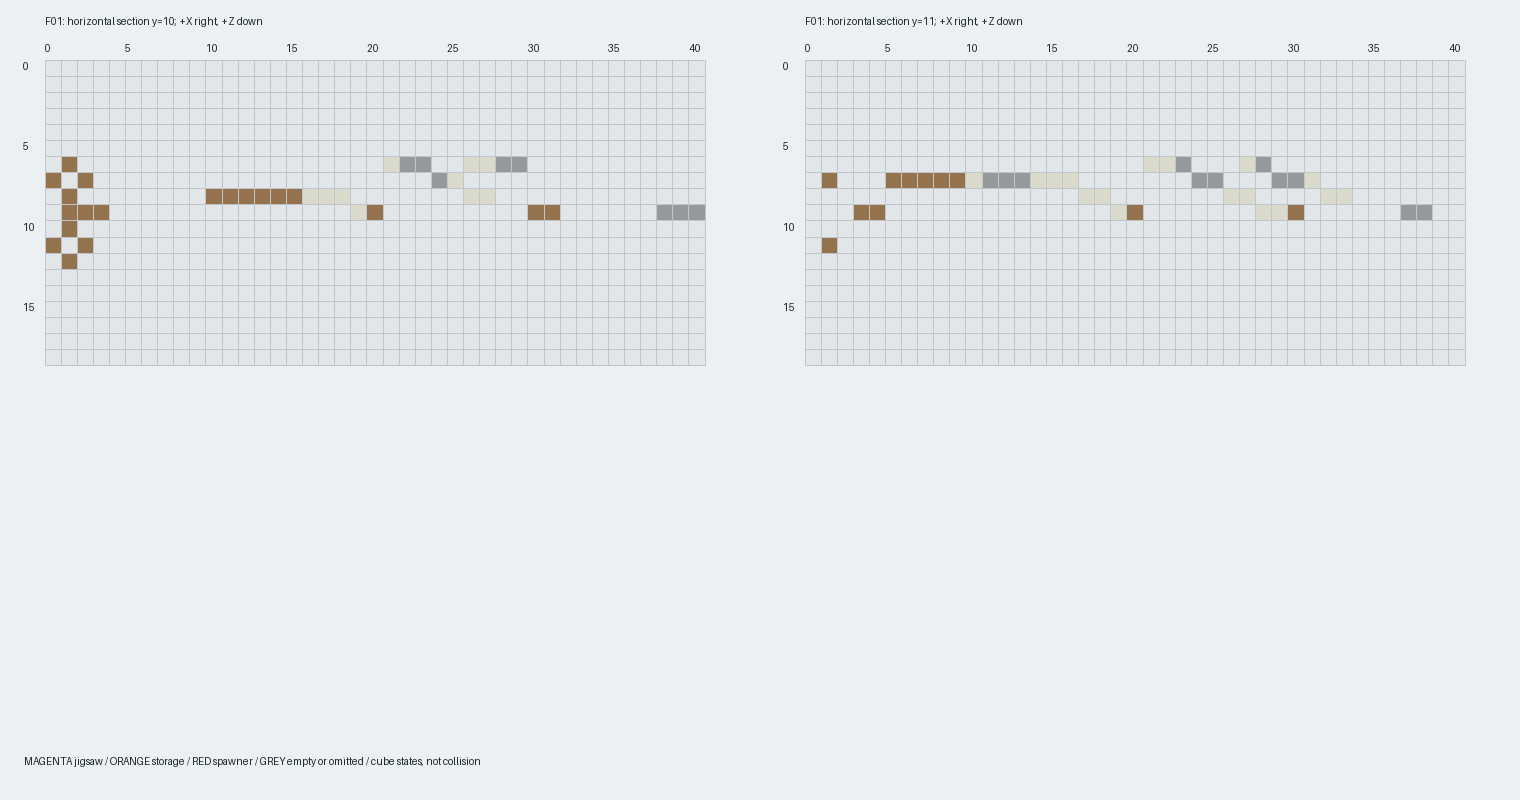 F01: horizontal section y=10; +X right, +Z down
F01: horizontal section y=11; +X right, +Z down
0 5 10 15 20 25 30 35 40
0 5 10 15 20 25 30 35 40
0
5
10
15
0
5
10
15
MAGENTA jigsaw / ORANGE storage / RED spawner / GREY empty or omitted / cube states, not collision